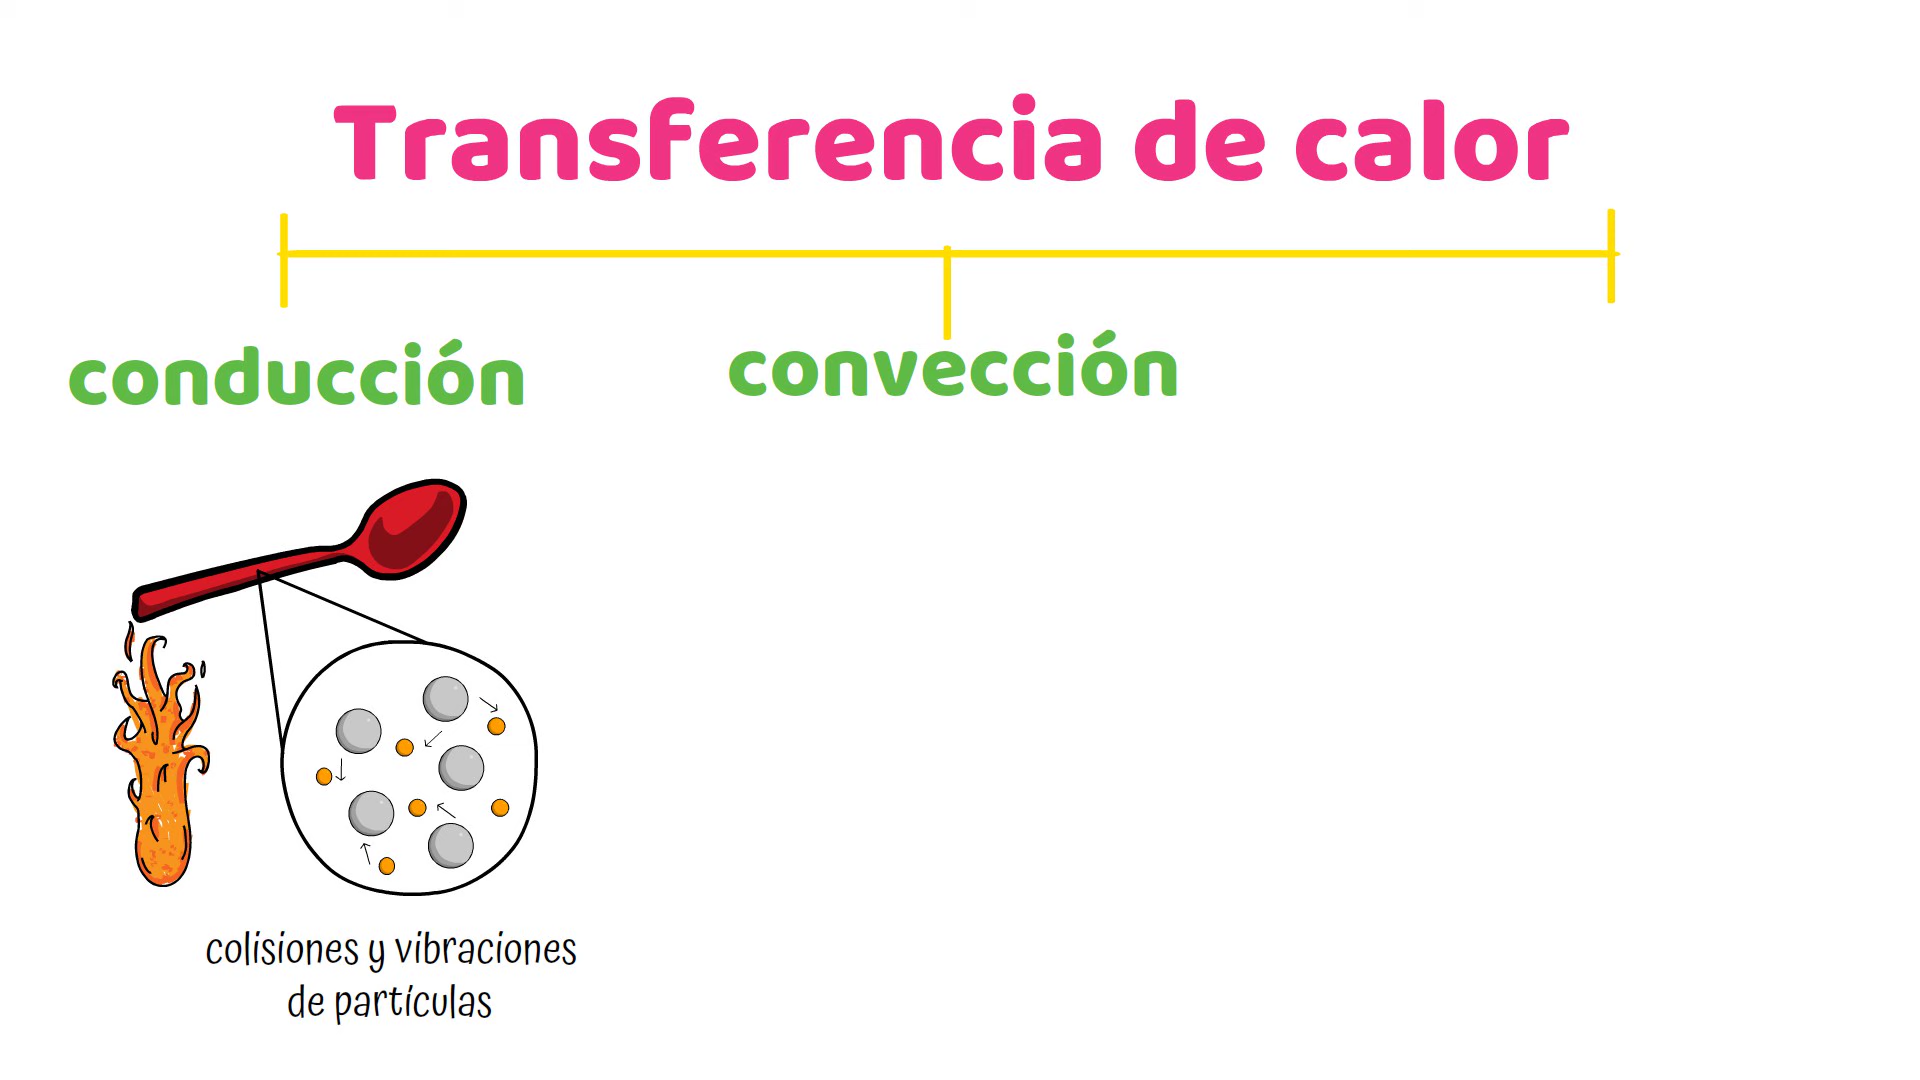 Transferencia de calor
conducción
convección
colisiones y vibraciones
de partículas